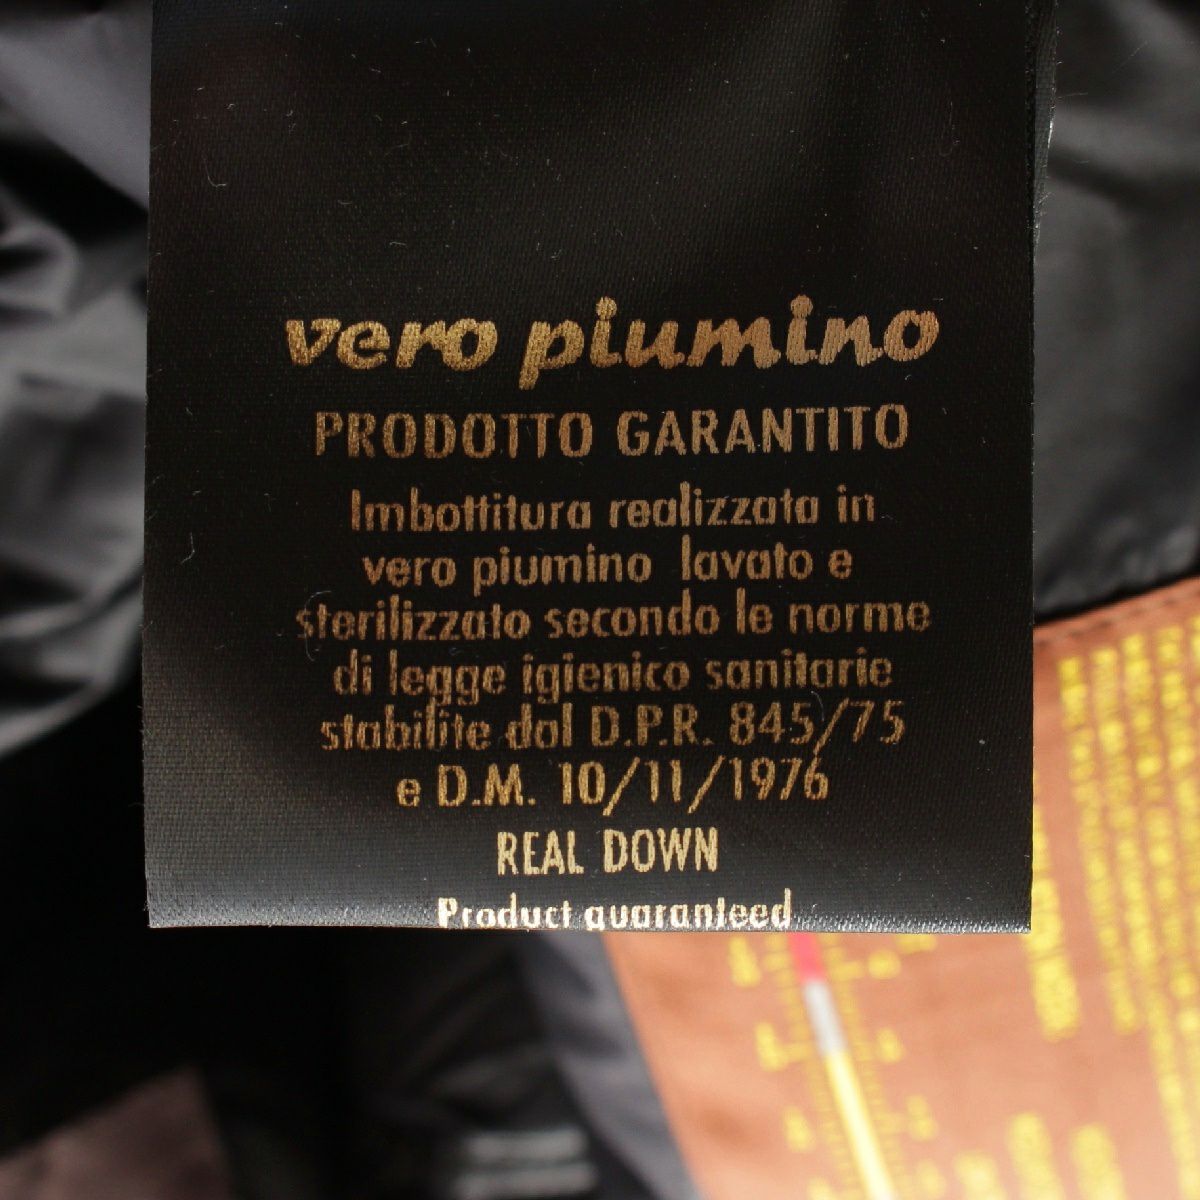 vero piumino
PRODOTTO GARANTITO
Imbottitura realizzata in
vero piumino lavato e
sterilizzato secondo le norme
di legge igienico sanitarie
stabilite dal D.P.R. 845/75
e D.M. 10/11/1976
REAL DOWN
Product guaranteed